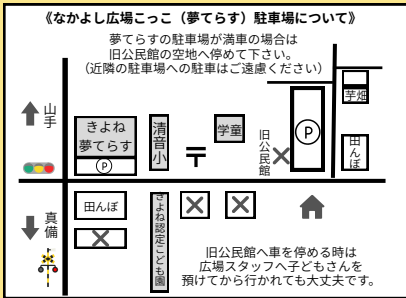 《なかよし広場こっこ（夢てらす）駐車場について》
夢てらすの駐車場が満車の場合は
旧公民館の空地へ停めて下さい。
（近隣の駐車場への駐車はご遠慮ください）
山手
きよね
夢てらす
P
清音小
〒
学童
旧公民館
P
芋畑
田んぼ
真備
田んぼ
きよね認定こども園
旧公民館へ車を停める時は
広場スタッフへ子どもさんを
預けてから行かれても大丈夫です。